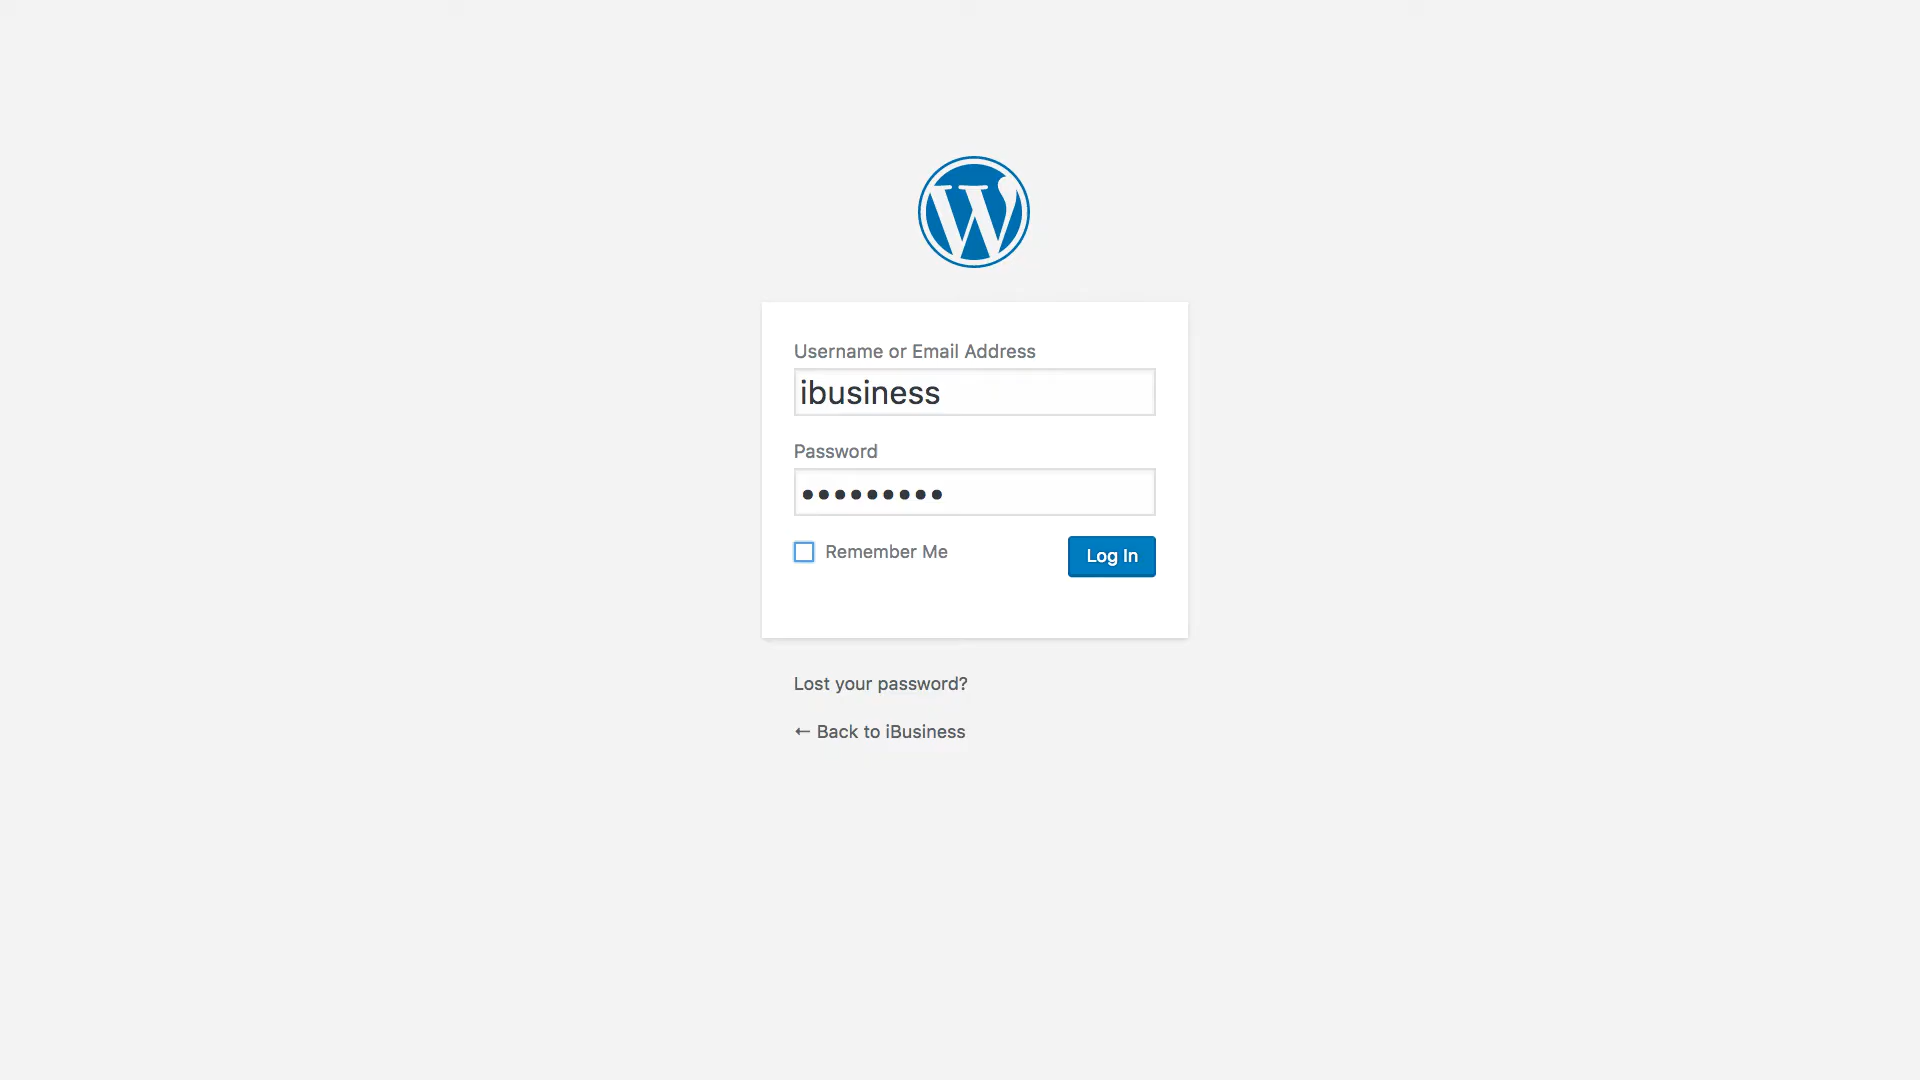 Username or Email Address
ibusiness
Password
•••••••••
Remember Me
Log In
Lost your password?
← Back to iBusiness